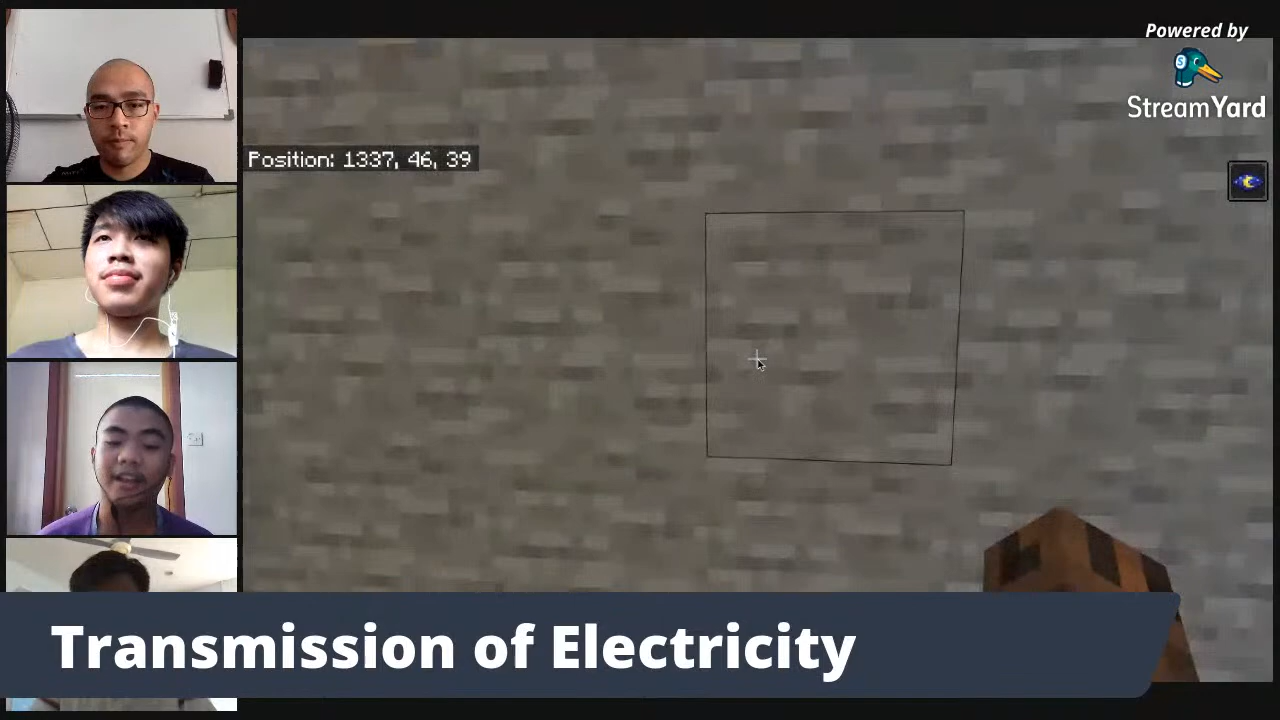 Powered by
StreamYard
Position: 1337, 46, 39
Transmission of Electricity